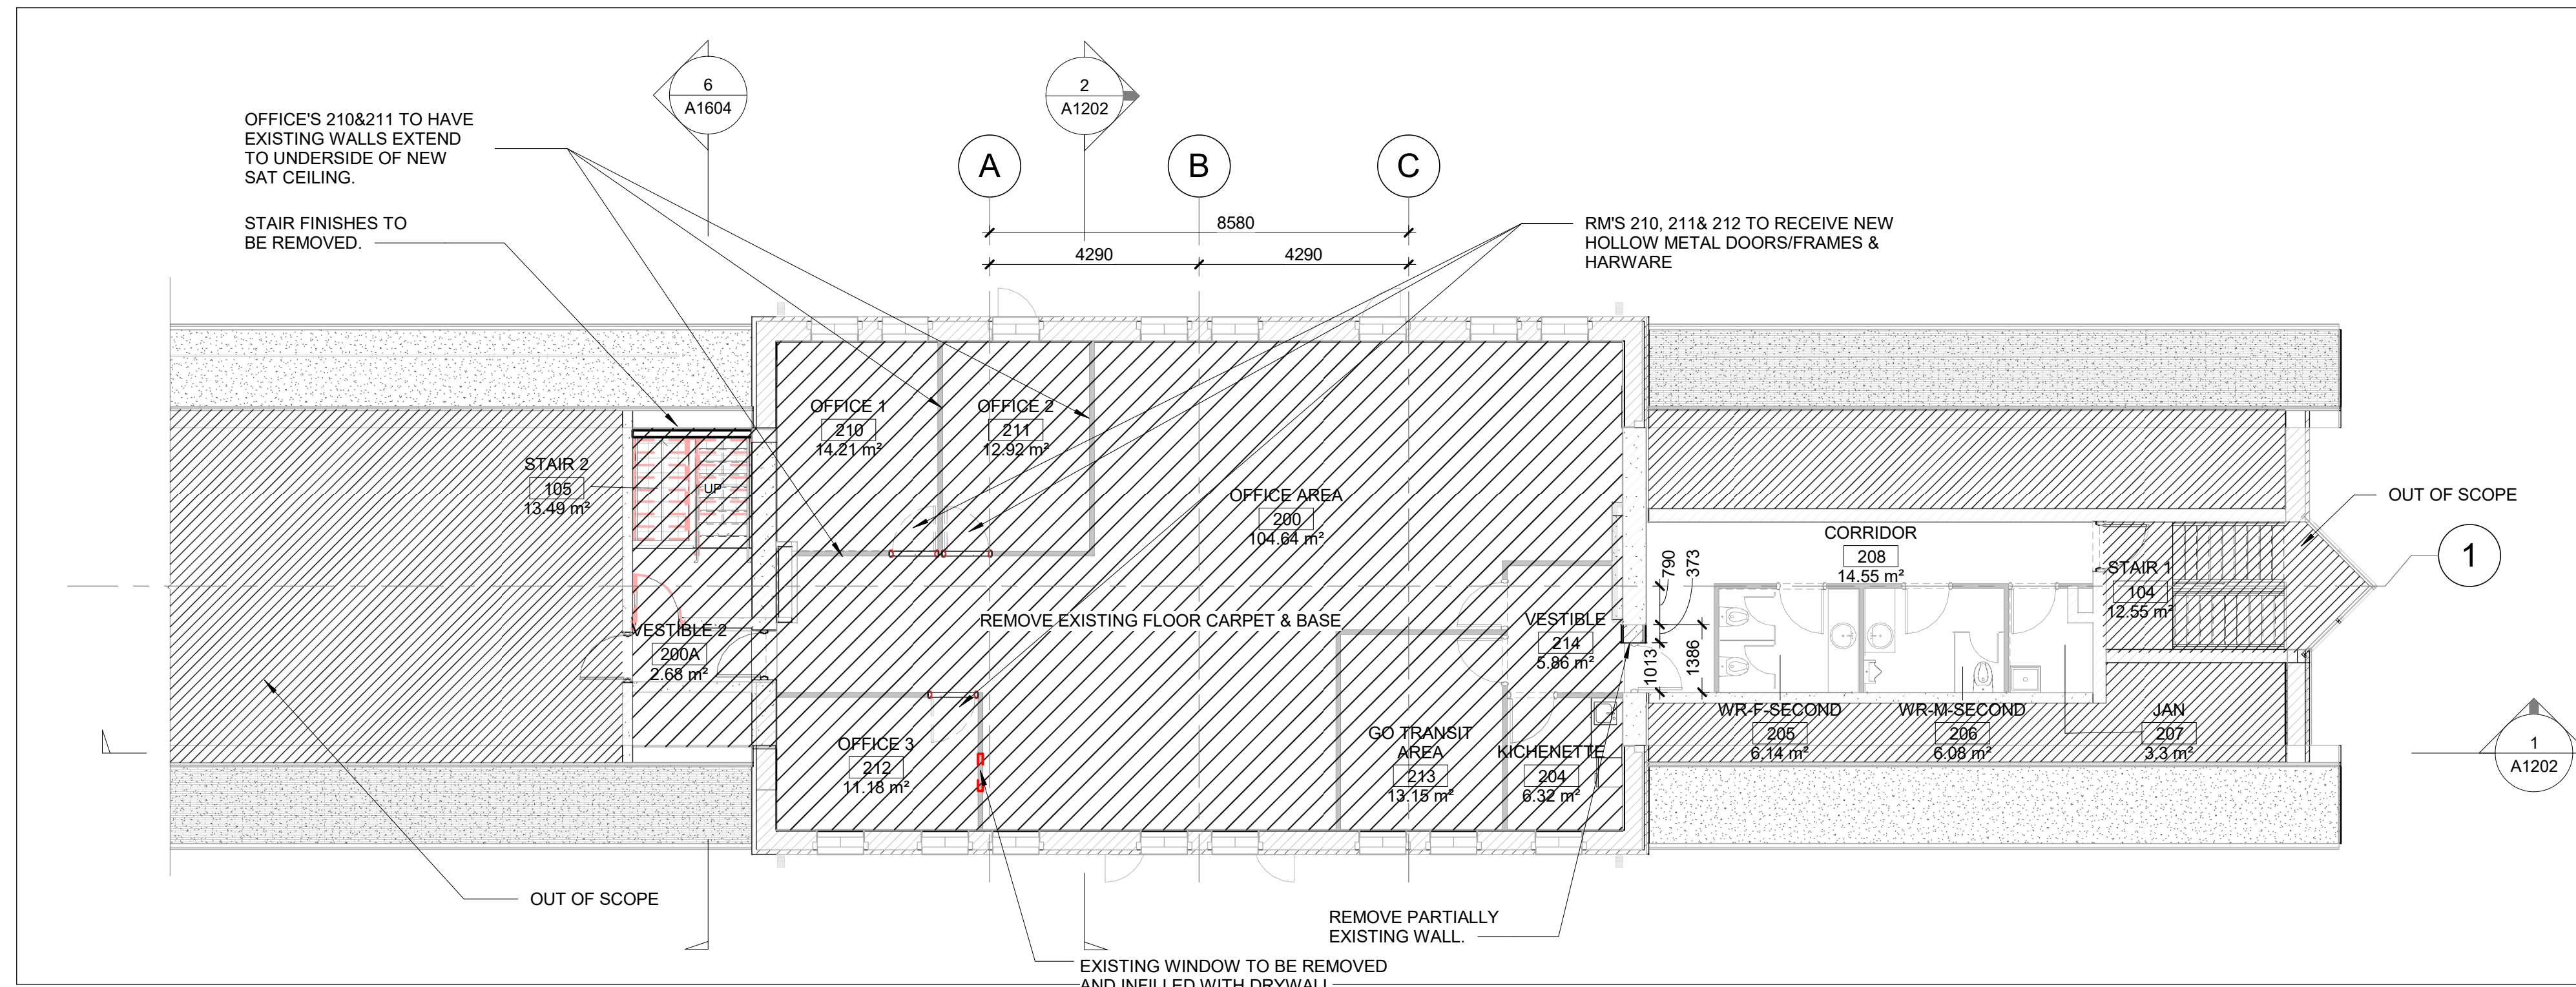 6
A1604
2
A1202
OFFICE'S 210&211 TO HAVE
EXISTING WALLS EXTEND
TO UNDERSIDE OF NEW
SAT CEILING.
STAIR FINISHES TO
BE REMOVED.
A
B
C
8580
4290
4290
RM'S 210, 211& 212 TO RECEIVE NEW
HOLLOW METAL DOORS/FRAMES &
HARWARE
OFFICE 1
210
14.21 m²
OFFICE 2
211
12.92 m²
STAIR 2
105
13.49 m²
UP
OFFICE AREA
200
104.64 m²
OUT OF SCOPE
1
CORRIDOR
208
14.55 m²
STAIR 1
104
12.55 m²
790
373
1013
1386
REMOVE EXISTING FLOOR CARPET & BASE
VESTIBLE
214
5.86 m²
VESTIBLE 2
200A
2.68 m²
OFFICE 3
212
11.18 m²
GO TRANSIT
AREA
213
13.15 m²
KICHENETTE
204
6.32 m²
WR-F-SECOND
205
6.14 m²
WR-M-SECOND
206
6.08 m²
JAN
207
3.3 m²
1
A1202
OUT OF SCOPE
REMOVE PARTIALLY
EXISTING WALL.
EXISTING WINDOW TO BE REMOVED
AND INFILLED WITH DRYWALL